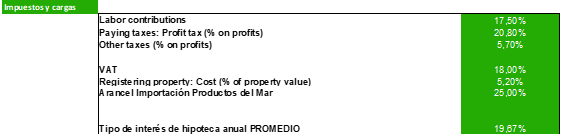 Impuestos y cargas
Labor contributions 17,50%
Paying taxes: Profit tax (% on profits) 20,80%
Other taxes (% on profits) 5,70%
VAT 18,00%
Registering property: Cost (% of property value) 5,20%
Arancel Importación Productos del Mar 25,00%
Tipo de interés de hipoteca anual PROMEDIO 19,67%